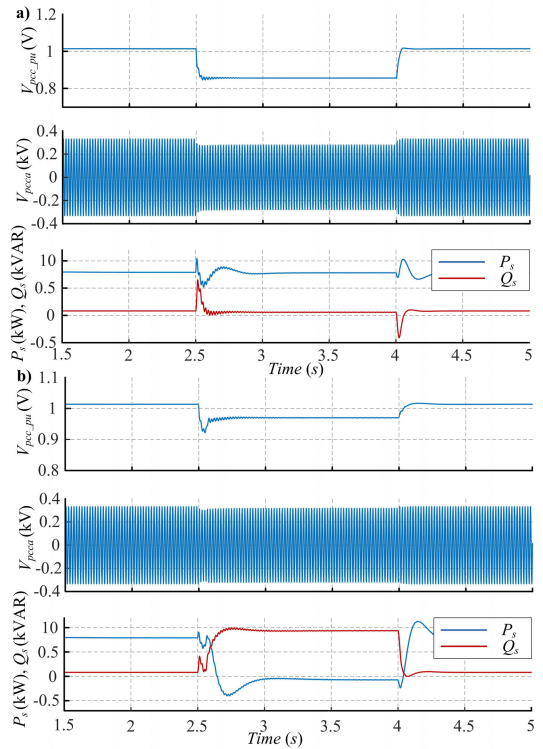 a)
1.2
1
0.8
V_pcc_pu (V)
0.4
0.2
0
-0.2
-0.4
V_pcca (kV)
10
0.5
0
-0.5
P_s (kW), Q_s (kVAR)
P_s
Q_s
1.5 2 2.5 3 3.5 4 4.5 5
Time (s)
b)
1.1
1
0.9
0.8
V_pcc_pu (V)
0.4
0.2
0
-0.2
-0.4
V_pcca (kV)
10
0.5
0
-0.5
P_s (kW), Q_s (kVAR)
P_s
Q_s
1.5 2 2.5 3 3.5 4 4.5 5
Time (s)